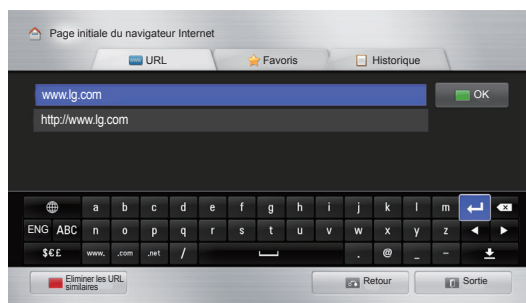 Page initiale du navigateur Internet
URL Favoris Historique
www.lg.com OK
http://www.lg.com
a b c d e f g h i j k l m
ENG ABC n o p q r s t u v w x y z
$€£ www. .com .net / . @ _ -
Eliminer les URL
similaires
Retour Sortie